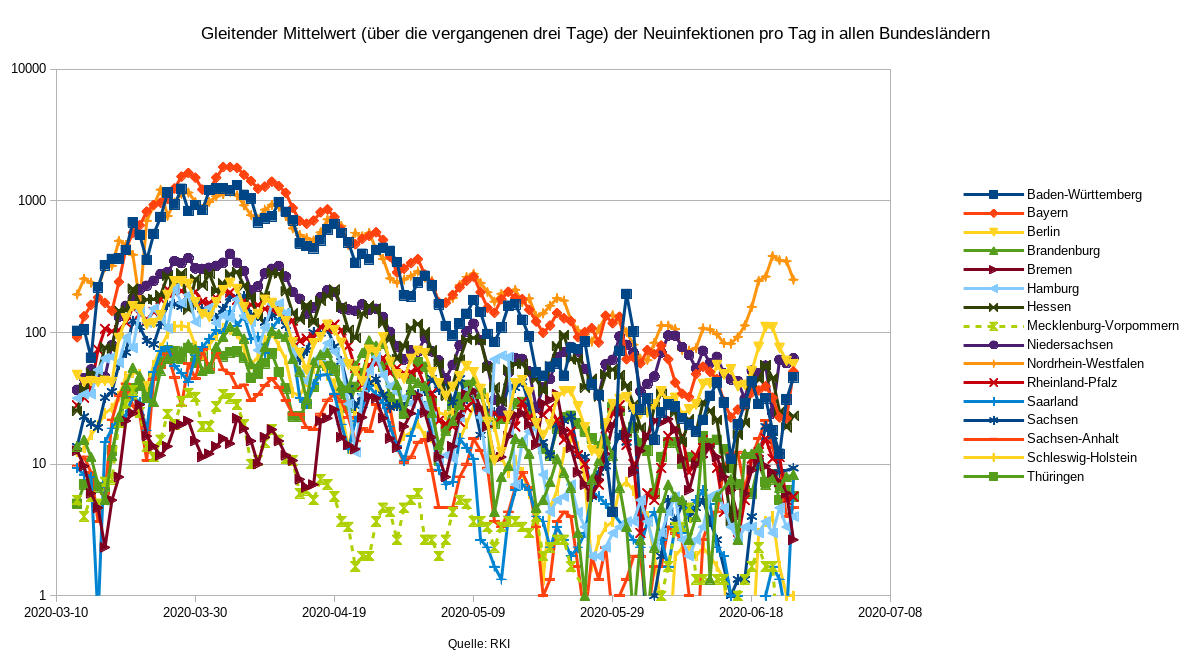 Gleitender Mittelwert (über die vergangenen drei Tage) der Neuinfektionen pro Tag in allen Bundesländern
10000
1000
100
10
1
2020-03-10 2020-03-30 2020-04-19 2020-05-09 2020-05-29 2020-06-18 2020-07-08
Quelle: RKI
Baden-Württemberg
Bayern
Berlin
Brandenburg
Bremen
Hamburg
Hessen
Mecklenburg-Vorpommern
Niedersachsen
Nordrhein-Westfalen
Rheinland-Pfalz
Saarland
Sachsen
Sachsen-Anhalt
Schleswig-Holstein
Thüringen